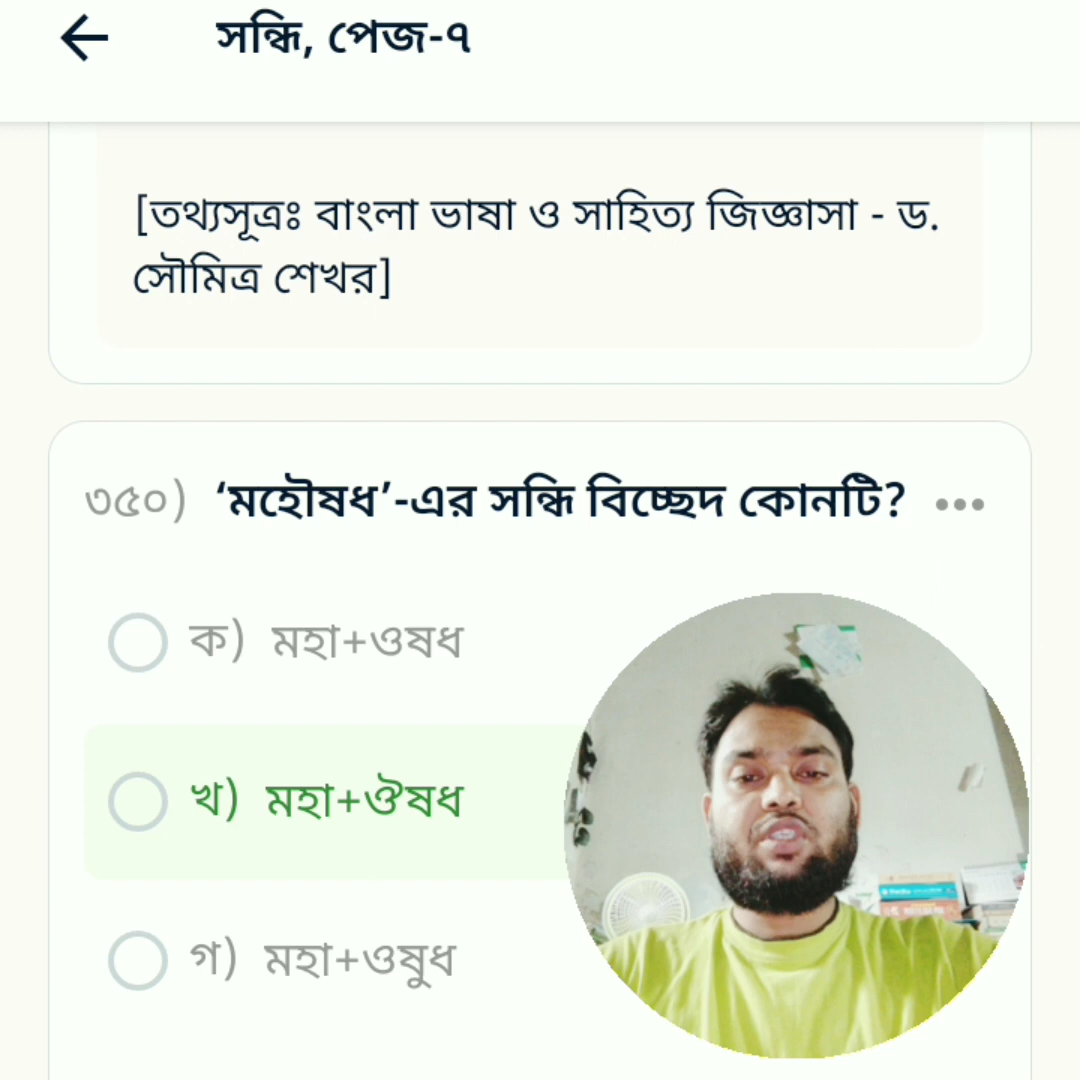 সন্ধি, পেজ-৭
[তথ্যসূত্রঃ বাংলা ভাষা ও সাহিত্য জিজ্ঞাসা - ড.
সৌমিত্র শেখর]
৩৫০) ‘মহৌষধ’-এর সন্ধি বিচ্ছেদ কোনটি?
ক) মহা+ওষধ
খ) মহা+ঔষধ
গ) মহা+ওষুধ